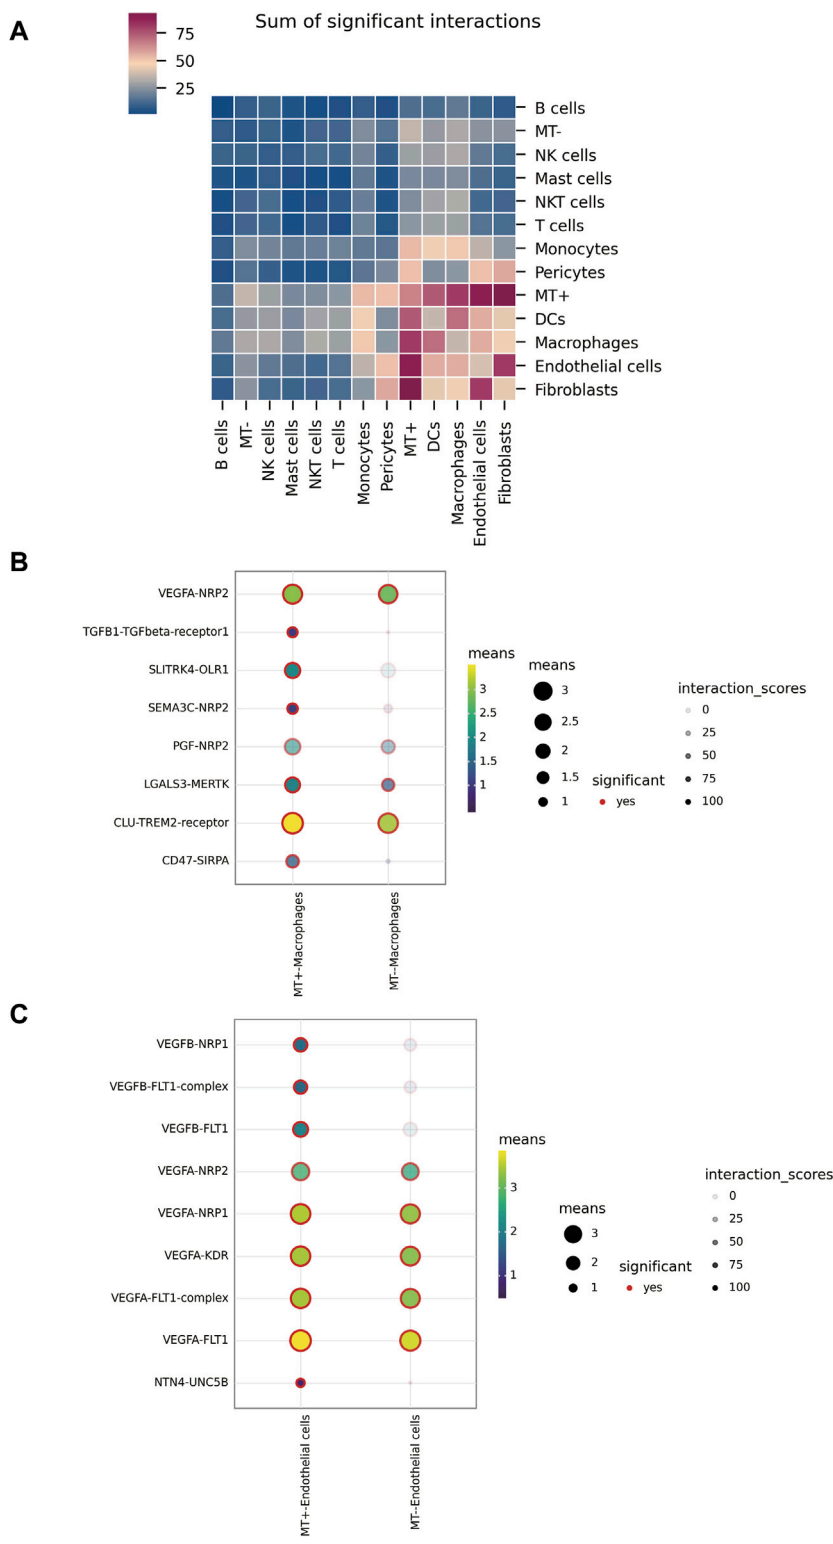 A
Sum of significant interactions
75
50
25
B cells
MT-
NK cells
Mast cells
NKT cells
T cells
Monocytes
Pericytes
MT+
DCs
Macrophages
Endothelial cells
Fibroblasts
B cells
MT-
NK cells
Mast cells
NKT cells
T cells
Monocytes
Pericytes
MT+
DCs
Macrophages
Endothelial cells
Fibroblasts
B
VEGFA-NRP2
TGFB1-TGFbeta-receptor1
SLITRK4-OLR1
SEMA3C-NRP2
PGF-NRP2
LGALS3-MERTK
CLU-TREM2-receptor
CD47-SIRPA
MT+-Macrophages
MT--Macrophages
means
3
2.5
2
1.5
1
means
3
2.5
2
1.5
1
significant
yes
interaction_scores
0
25
50
75
100
C
VEGFB-NRP1
VEGFB-FLT1-complex
VEGFB-FLT1
VEGFA-NRP2
VEGFA-NRP1
VEGFA-KDR
VEGFA-FLT1-complex
VEGFA-FLT1
NTN4-UNC5B
MT+-Endothelial cells
MT--Endothelial cells
means
3
2
1
means
3
2
1
significant
yes
interaction_scores
0
25
50
75
100